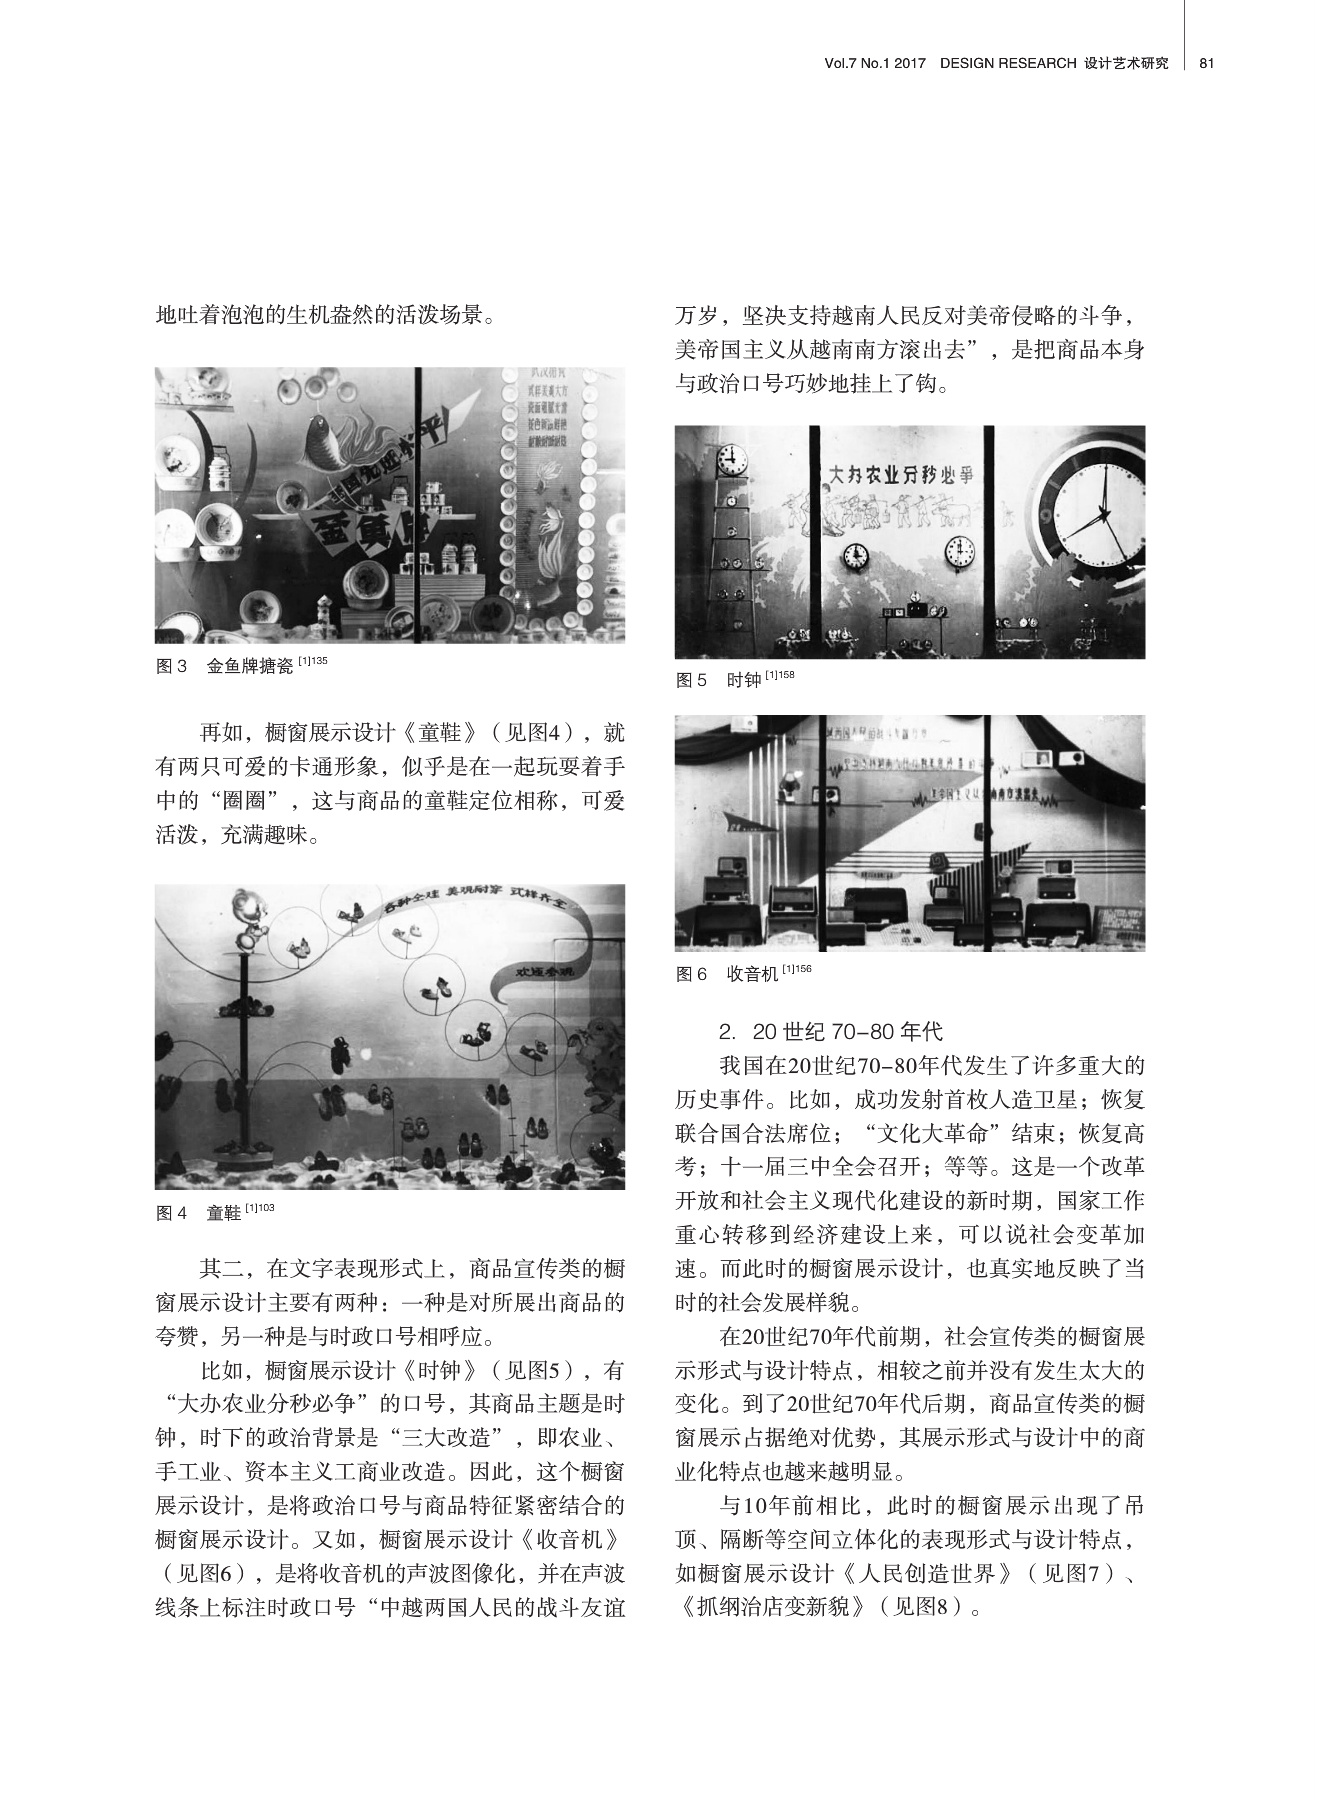 Vol.7 No.1 2017 DESIGN RESEARCH 设计艺术研究 81
地吐着泡泡的生机盎然的活泼场景。
式样美观大方
金鱼牌
图 3 金鱼牌搪瓷 [1]135
再如，橱窗展示设计《童鞋》（见图4），就
有两只可爱的卡通形象，似乎是在一起玩耍着手
中的“圈圈”，这与商品的童鞋定位相称，可爱
活泼，充满趣味。
各种仝哇 美观耐穿 式样齐全
欢迎参观
图 4 童鞋 [1]103
其二，在文字表现形式上，商品宣传类的橱
窗展示设计主要有两种：一种是对所展出商品的
夸赞，另一种是与时政口号相呼应。
比如，橱窗展示设计《时钟》（见图5），有
“大办农业分秒必争”的口号，其商品主题是时
钟，时下的政治背景是“三大改造”，即农业、
手工业、资本主义工商业改造。因此，这个橱窗
展示设计，是将政治口号与商品特征紧密结合的
橱窗展示设计。又如，橱窗展示设计《收音机》
（见图6），是将收音机的声波图像化，并在声波
线条上标注时政口号“中越两国人民的战斗友谊
万岁，坚决支持越南人民反对美帝侵略的斗争，
美帝国主义从越南南方滚出去”，是把商品本身
与政治口号巧妙地挂上了钩。
大办农业分秒必争
图 5 时钟 [1]158
图 6 收音机 [1]156
2. 20 世纪 70–80 年代
我国在20世纪70–80年代发生了许多重大的
历史事件。比如，成功发射首枚人造卫星；恢复
联合国合法席位；“文化大革命”结束；恢复高
考；十一届三中全会召开；等等。这是一个改革
开放和社会主义现代化建设的新时期，国家工作
重心转移到经济建设上来，可以说社会变革加
速。而此时的橱窗展示设计，也真实地反映了当
时的社会发展样貌。
在20世纪70年代前期，社会宣传类的橱窗展
示形式与设计特点，相较之前并没有发生太大的
变化。到了20世纪70年代后期，商品宣传类的橱
窗展示占据绝对优势，其展示形式与设计中的商
业化特点也越来越明显。
与10年前相比，此时的橱窗展示出现了吊
顶、隔断等空间立体化的表现形式与设计特点，
如橱窗展示设计《人民创造世界》（见图7）、
《抓纲治店变新貌》（见图8）。